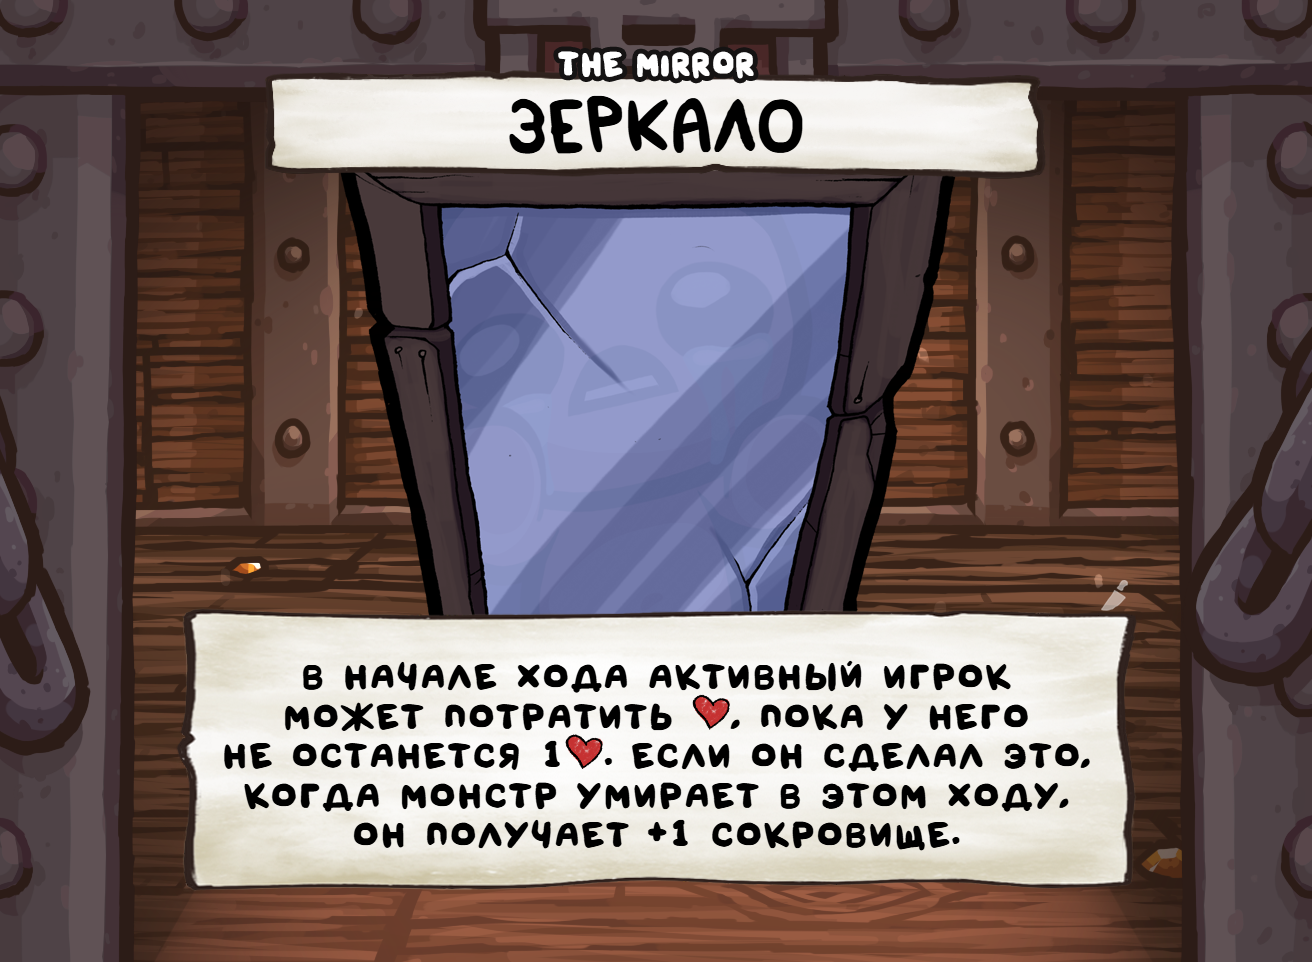 THE MIRROR
ЗЕРКАЛО
В НАЧАЛЕ ХОДА АКТИВНЫЙ ИГРОК
МОЖЕТ ПОТРАТИТЬ ❤, ПОКА У НЕГО
НЕ ОСТАНЕТСЯ 1❤. ЕСЛИ ОН СДЕЛАЛ ЭТО,
КОГДА МОНСТР УМИРАЕТ В ЭТОМ ХОДУ,
ОН ПОЛУЧАЕТ +1 СОКРОВИЩЕ.